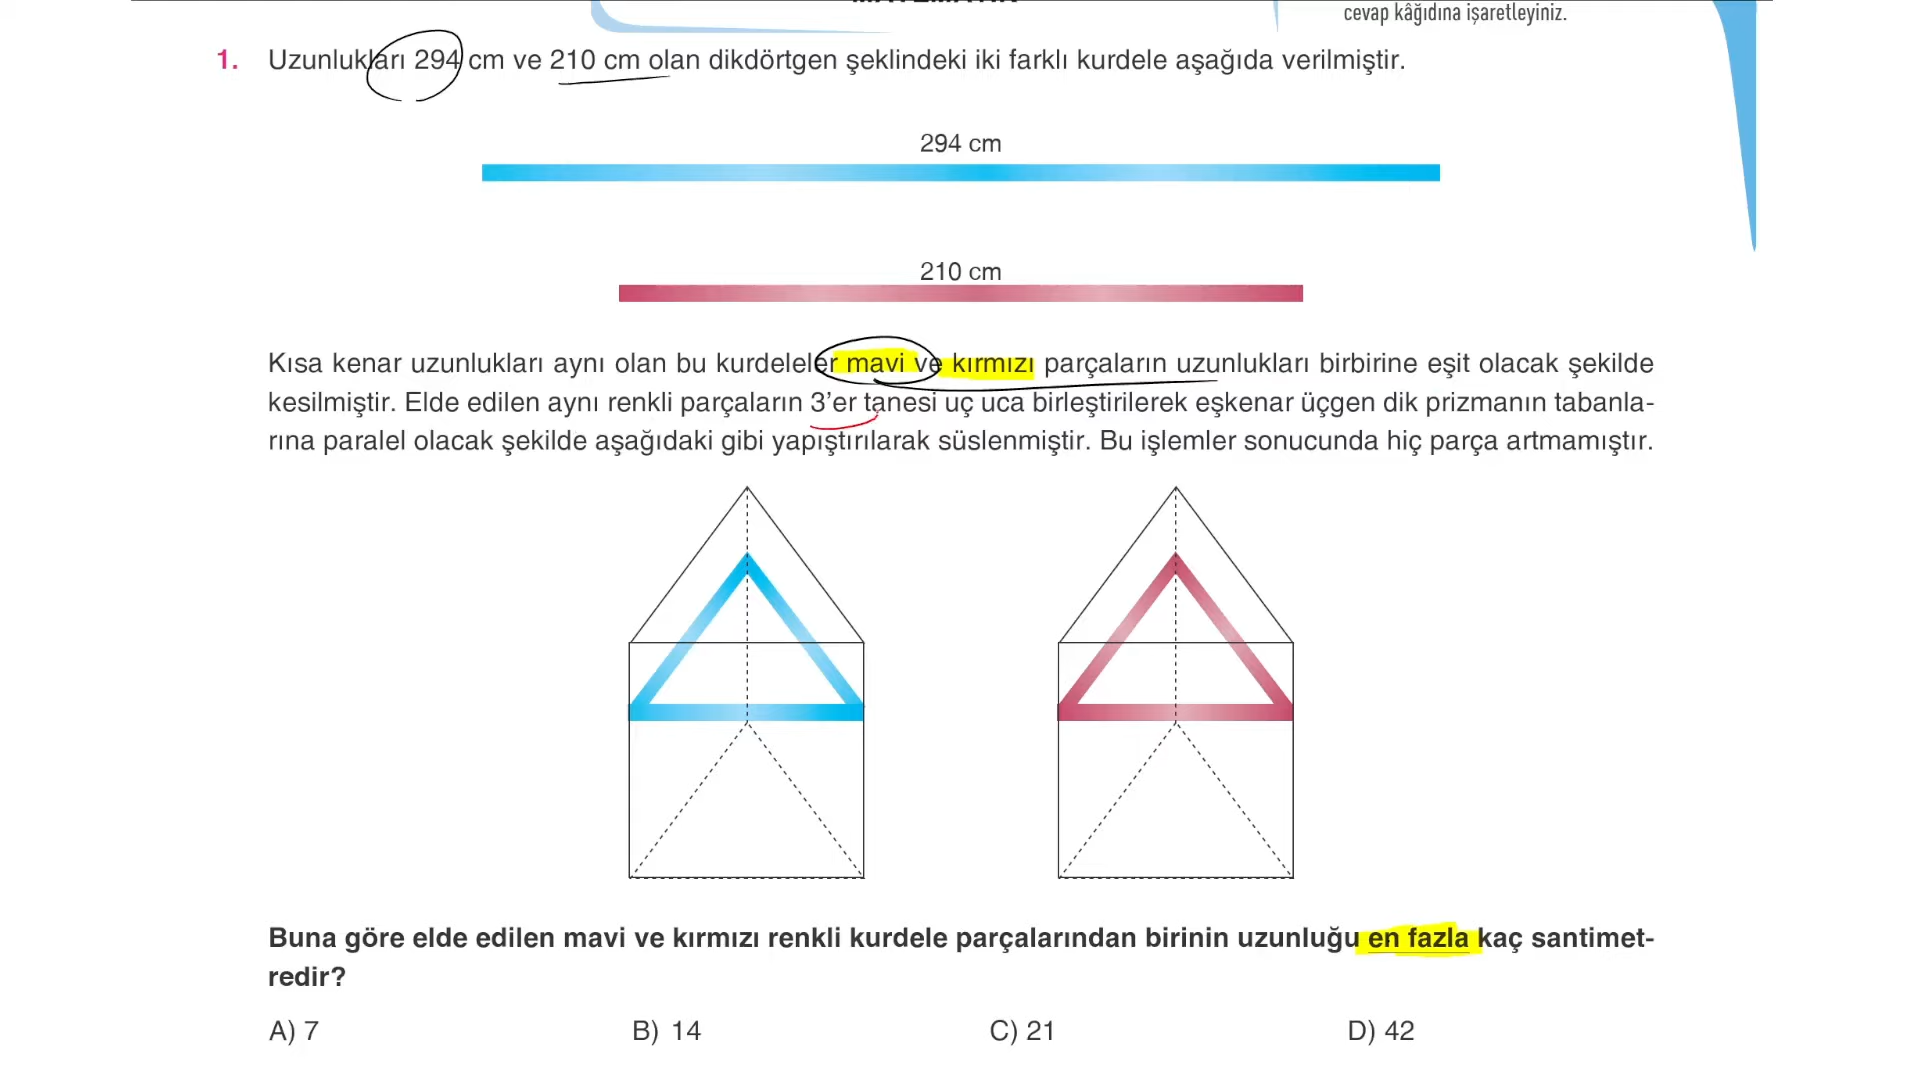 cevap kâğıdına işaretleyiniz.
1. Uzunlukları 294 cm ve 210 cm olan dikdörtgen şeklindeki iki farklı kurdele aşağıda verilmiştir.
294 cm
210 cm
Kısa kenar uzunlukları aynı olan bu kurdeleler mavi ve kırmızı parçaların uzunlukları birbirine eşit olacak şekilde
kesilmiştir. Elde edilen aynı renkli parçaların 3'er tanesi uç uca birleştirilerek eşkenar üçgen dik prizmanın tabanla-
rına paralel olacak şekilde aşağıdaki gibi yapıştırılarak süslenmiştir. Bu işlemler sonucunda hiç parça artmamıştır.
Buna göre elde edilen mavi ve kırmızı renkli kurdele parçalarından birinin uzunluğu en fazla kaç santimet-
redir?
A) 7 B) 14 C) 21 D) 42